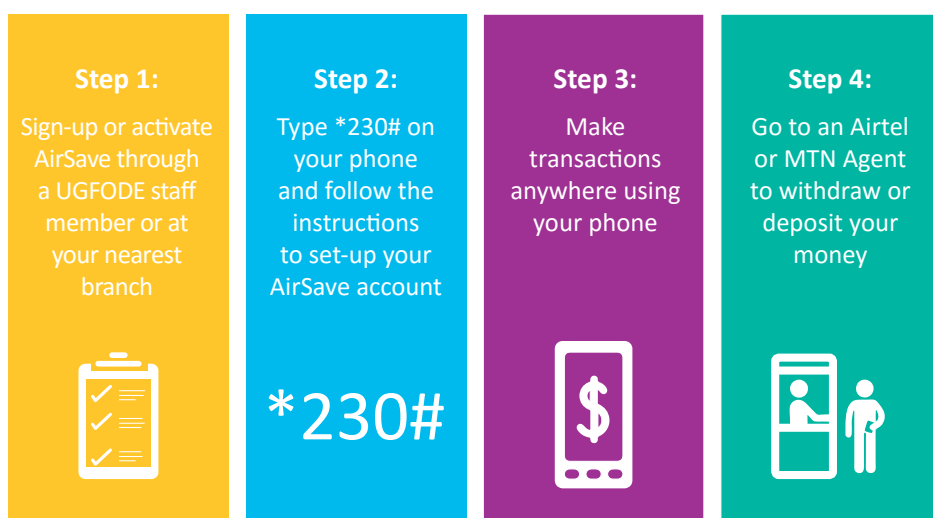 Step 1:
Sign-up or activate
AirSave through
a UGFODE staff
member or at
your nearest
branch
Step 2:
Type *230# on
your phone
and follow the
instructions
to set-up your
AirSave account
*230#
Step 3:
Make
transactions
anywhere using
your phone
$
Step 4:
Go to an Airtel
or MTN Agent
to withdraw or
deposit your
money